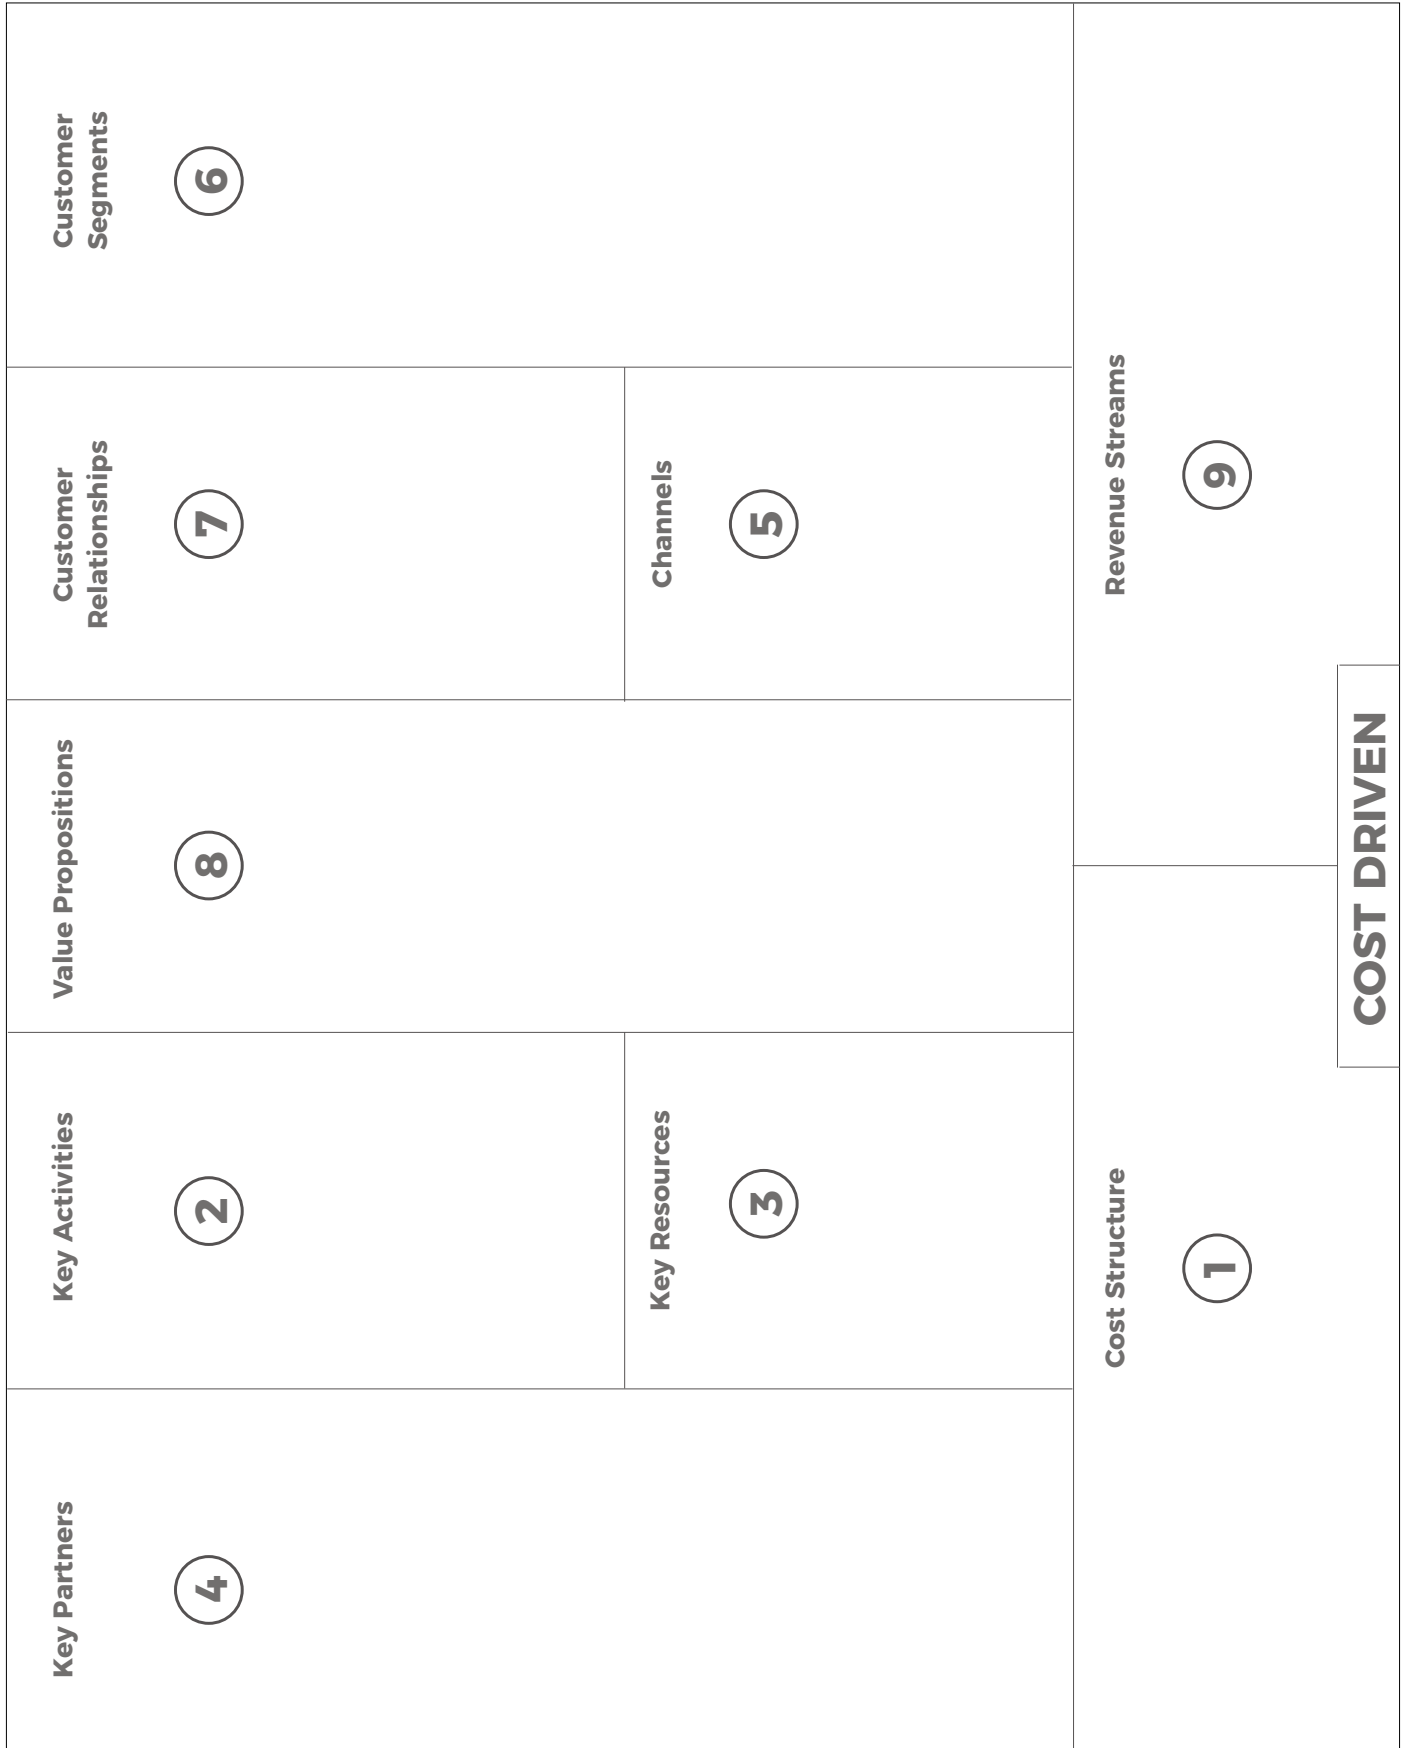 Key Partners
4
Key Activities
2
Key Resources
3
Value Propositions
8
Customer
Relationships
7
Channels
5
Customer
Segments
6
Cost Structure
1
Revenue Streams
9
COST DRIVEN